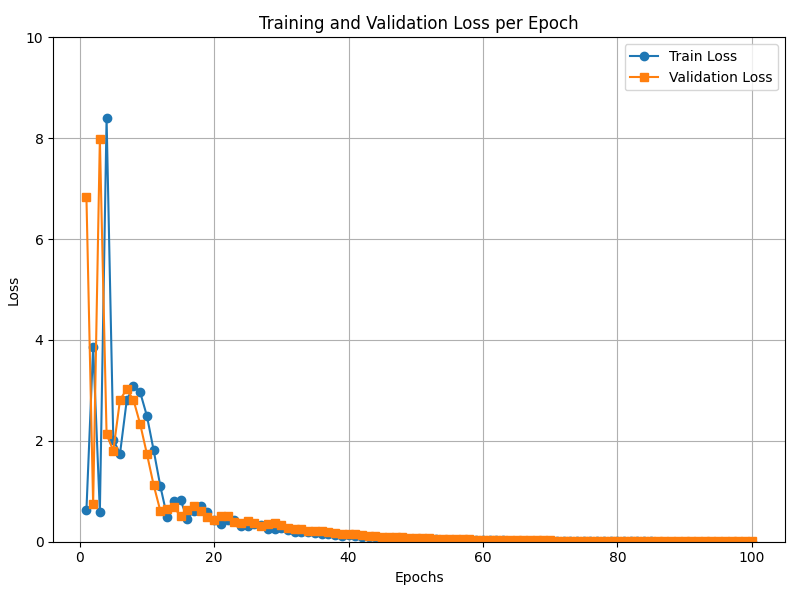 Training and Validation Loss per Epoch
Train Loss
Validation Loss
10
8
6
4
2
0
Loss
0 20 40 60 80 100
Epochs